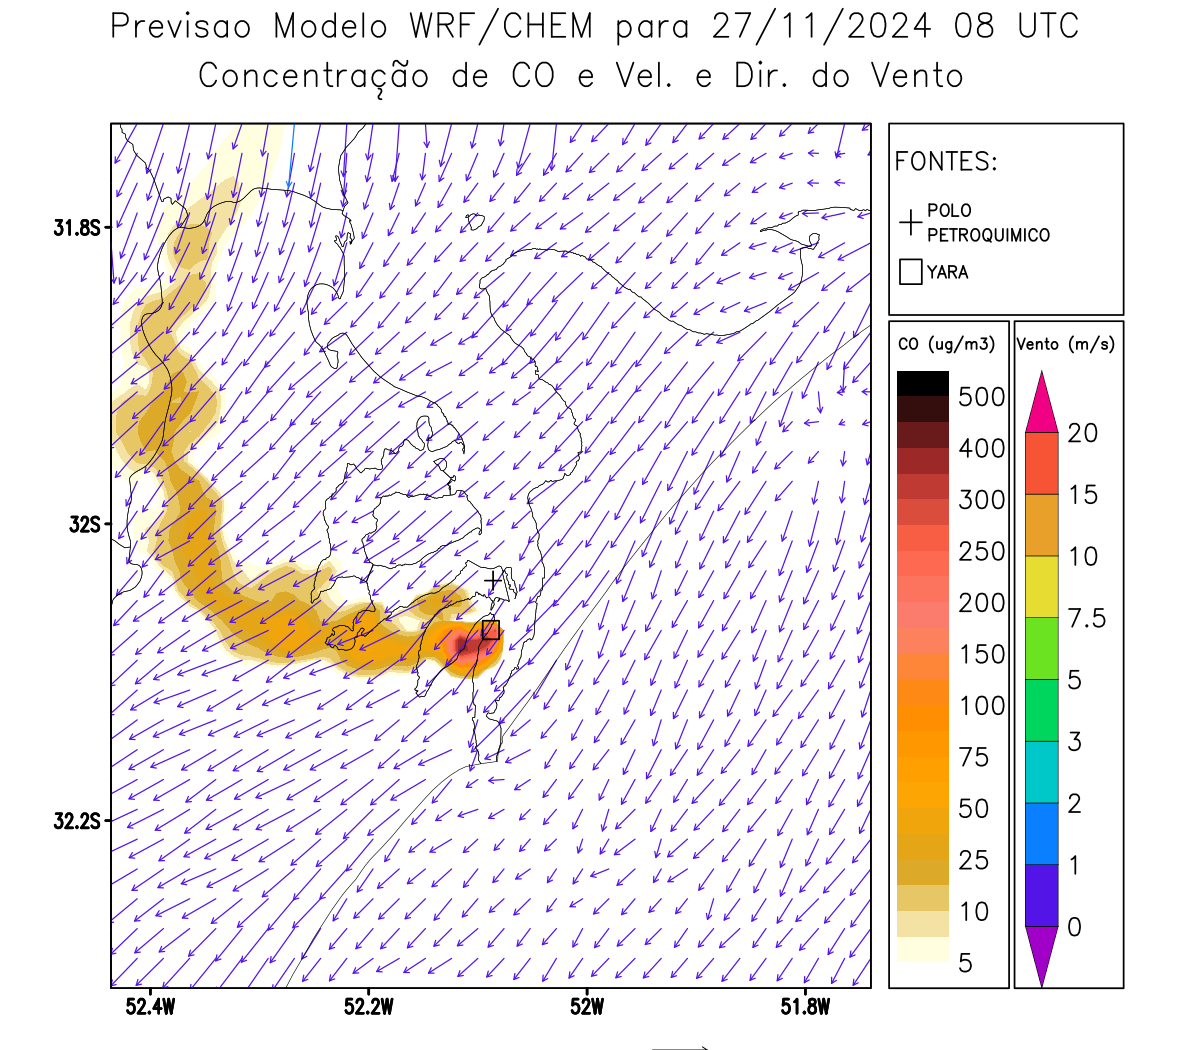 Previsao Modelo WRF/CHEM para 27/11/2024 08 UTC
Concentração de CO e Vel. e Dir. do Vento
FONTES:
POLO
PETROQUIMICO
YARA
31.8S
32S
32.2S
52.4W
52.2W
52W
51.8W
CO (ug/m3)
500
400
300
250
200
150
100
75
50
25
10
5
Vento (m/s)
20
15
10
7.5
5
3
2
1
0